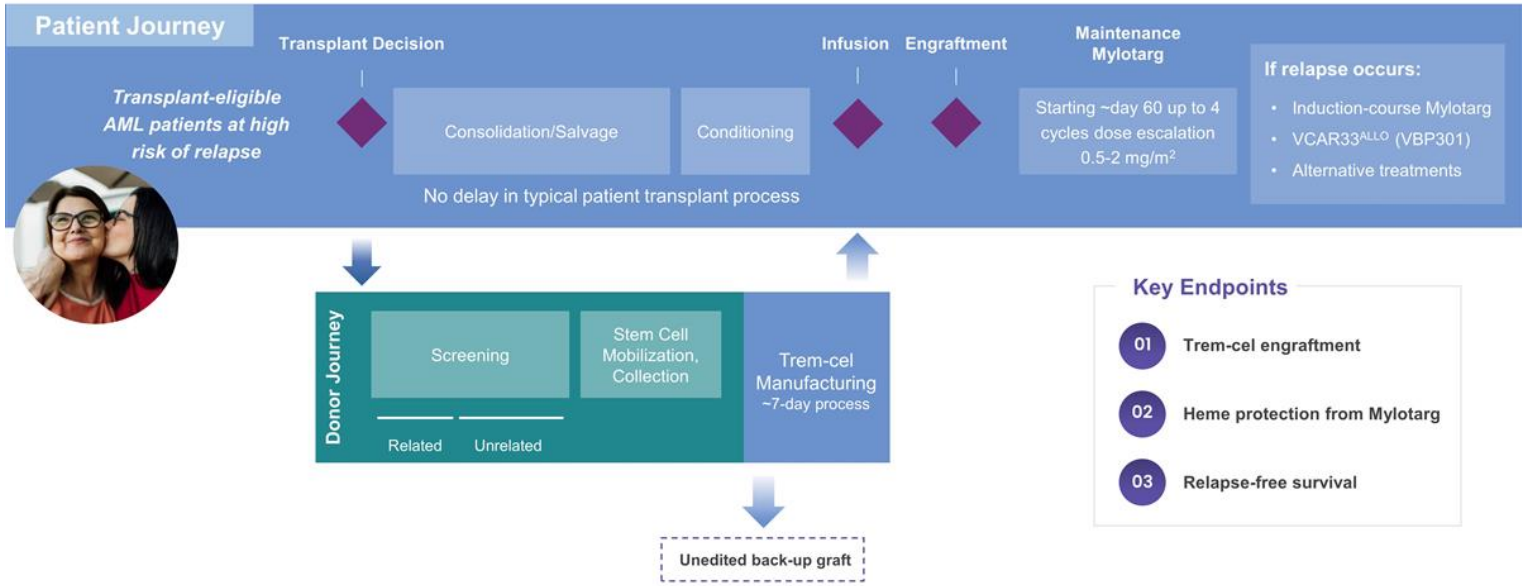 Patient Journey
Transplant Decision
Infusion
Engraftment
Maintenance
Mylotarg
Transplant-eligible
AML patients at high
risk of relapse
Consolidation/Salvage
Conditioning
Starting ~day 60 up to 4
cycles dose escalation
0.5-2 mg/m²
If relapse occurs:
• Induction-course Mylotarg
• VCAR33ᴬᴸᴸᴼ (VBP301)
• Alternative treatments
No delay in typical patient transplant process
Donor Journey
Screening
Related
Unrelated
Stem Cell
Mobilization,
Collection
Trem-cel
Manufacturing
~7-day process
Unedited back-up graft
Key Endpoints
01 Trem-cel engraftment
02 Heme protection from Mylotarg
03 Relapse-free survival